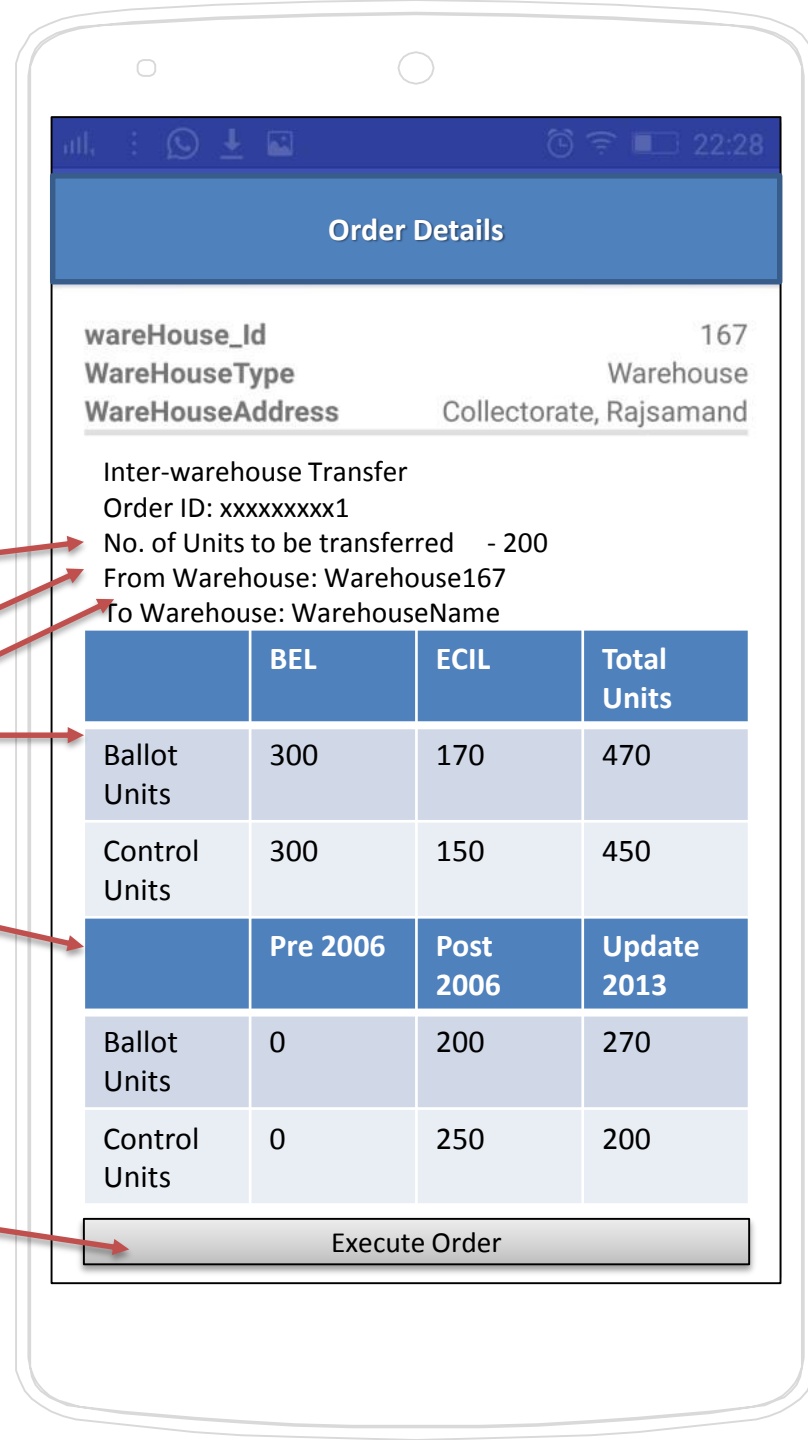 22:28
Order Details
wareHouse_Id 167
WareHouseType Warehouse
WareHouseAddress Collectorate, Rajsamand
Inter-warehouse Transfer
Order ID: xxxxxxxxx1
No. of Units to be transferred - 200
From Warehouse: Warehouse167
To Warehouse: WarehouseName
BEL ECIL Total
Units
Ballot 300 170 470
Units
Control 300 150 450
Units
Pre 2006 Post Update
2006 2013
Ballot 0 200 270
Units
Control 0 250 200
Units
Execute Order